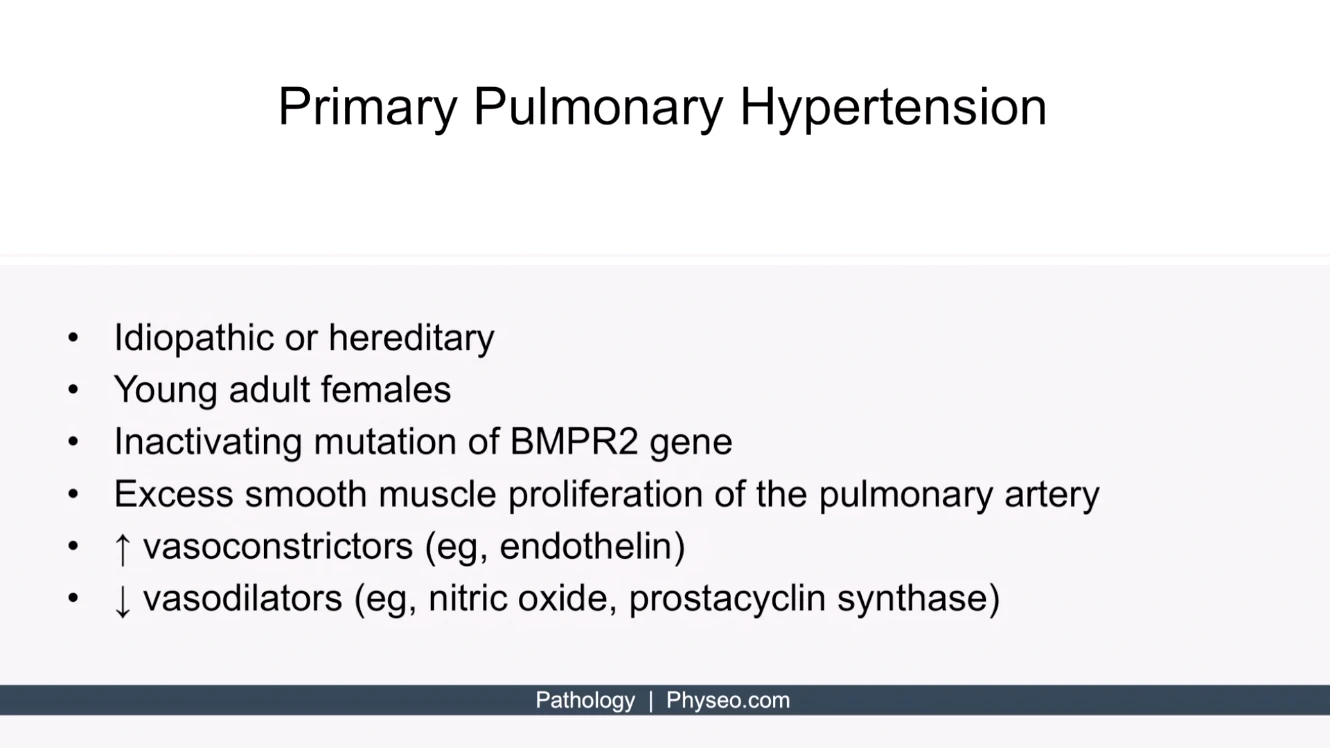 Primary Pulmonary Hypertension
• Idiopathic or hereditary
• Young adult females
• Inactivating mutation of BMPR2 gene
• Excess smooth muscle proliferation of the pulmonary artery
• ↑ vasoconstrictors (eg, endothelin)
• ↓ vasodilators (eg, nitric oxide, prostacyclin synthase)
Pathology | Physeo.com